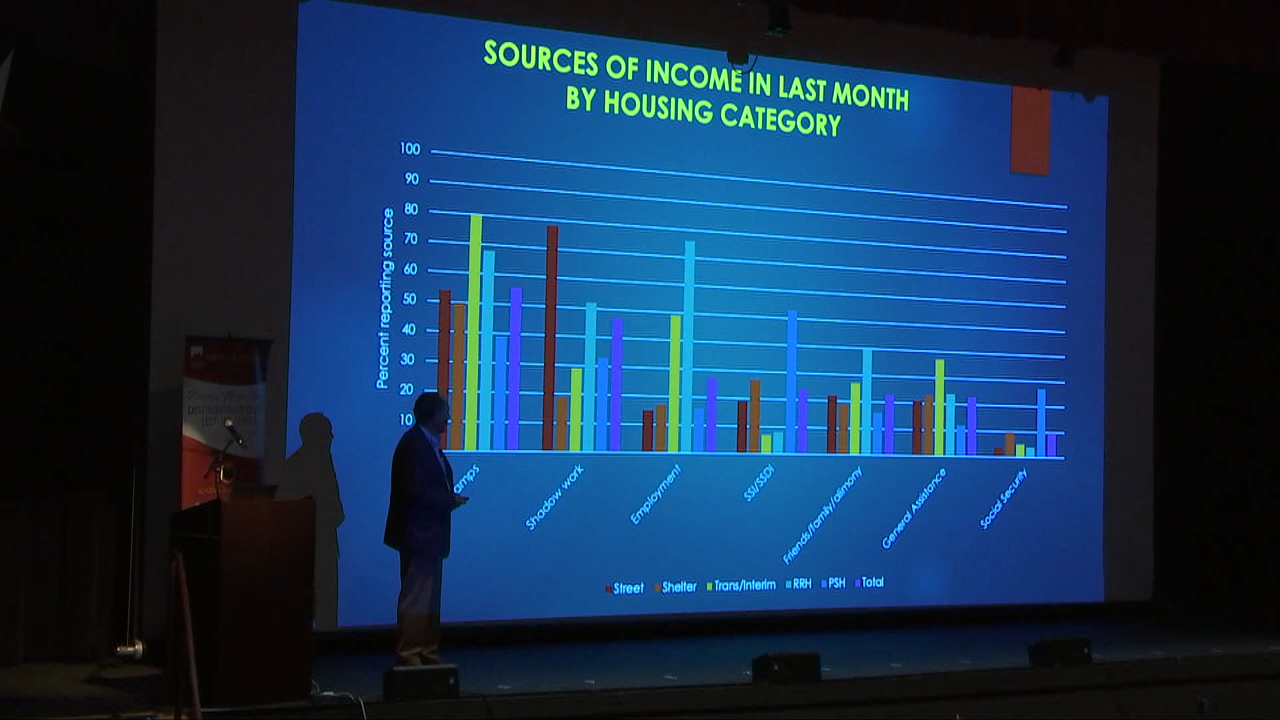 SOURCES OF INCOME IN LAST MONTH
BY HOUSING CATEGORY
Percent reporting source
100
90
80
70
60
50
40
30
20
10
amps
Shadow work
Employment
SSI/SSDI
Friends/family/alimony
General Assistance
Social Security
Street Shelter Trans/Interim RRH PSH Total